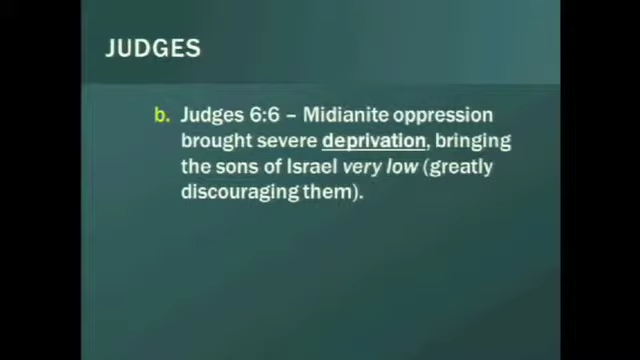 JUDGES
b. Judges 6:6 – Midianite oppression
brought severe deprivation, bringing
the sons of Israel very low (greatly
discouraging them).